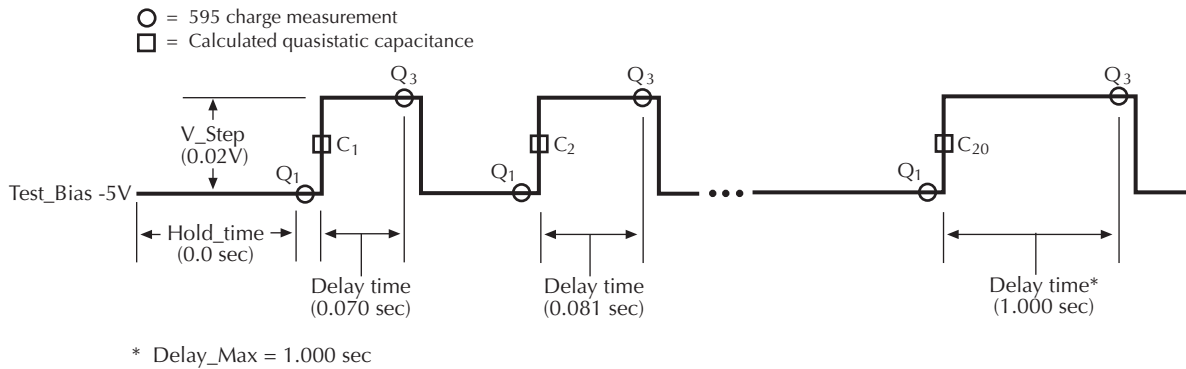 = 595 charge measurement
= Calculated quasistatic capacitance
Q3
Q3
Q3
V_Step
(0.02V)
C1
C2
C20
Q1
Q1
Q1
Test_Bias -5V
Hold_time
(0.0 sec)
Delay time
(0.070 sec)
Delay time
(0.081 sec)
Delay time*
(1.000 sec)
* Delay_Max = 1.000 sec